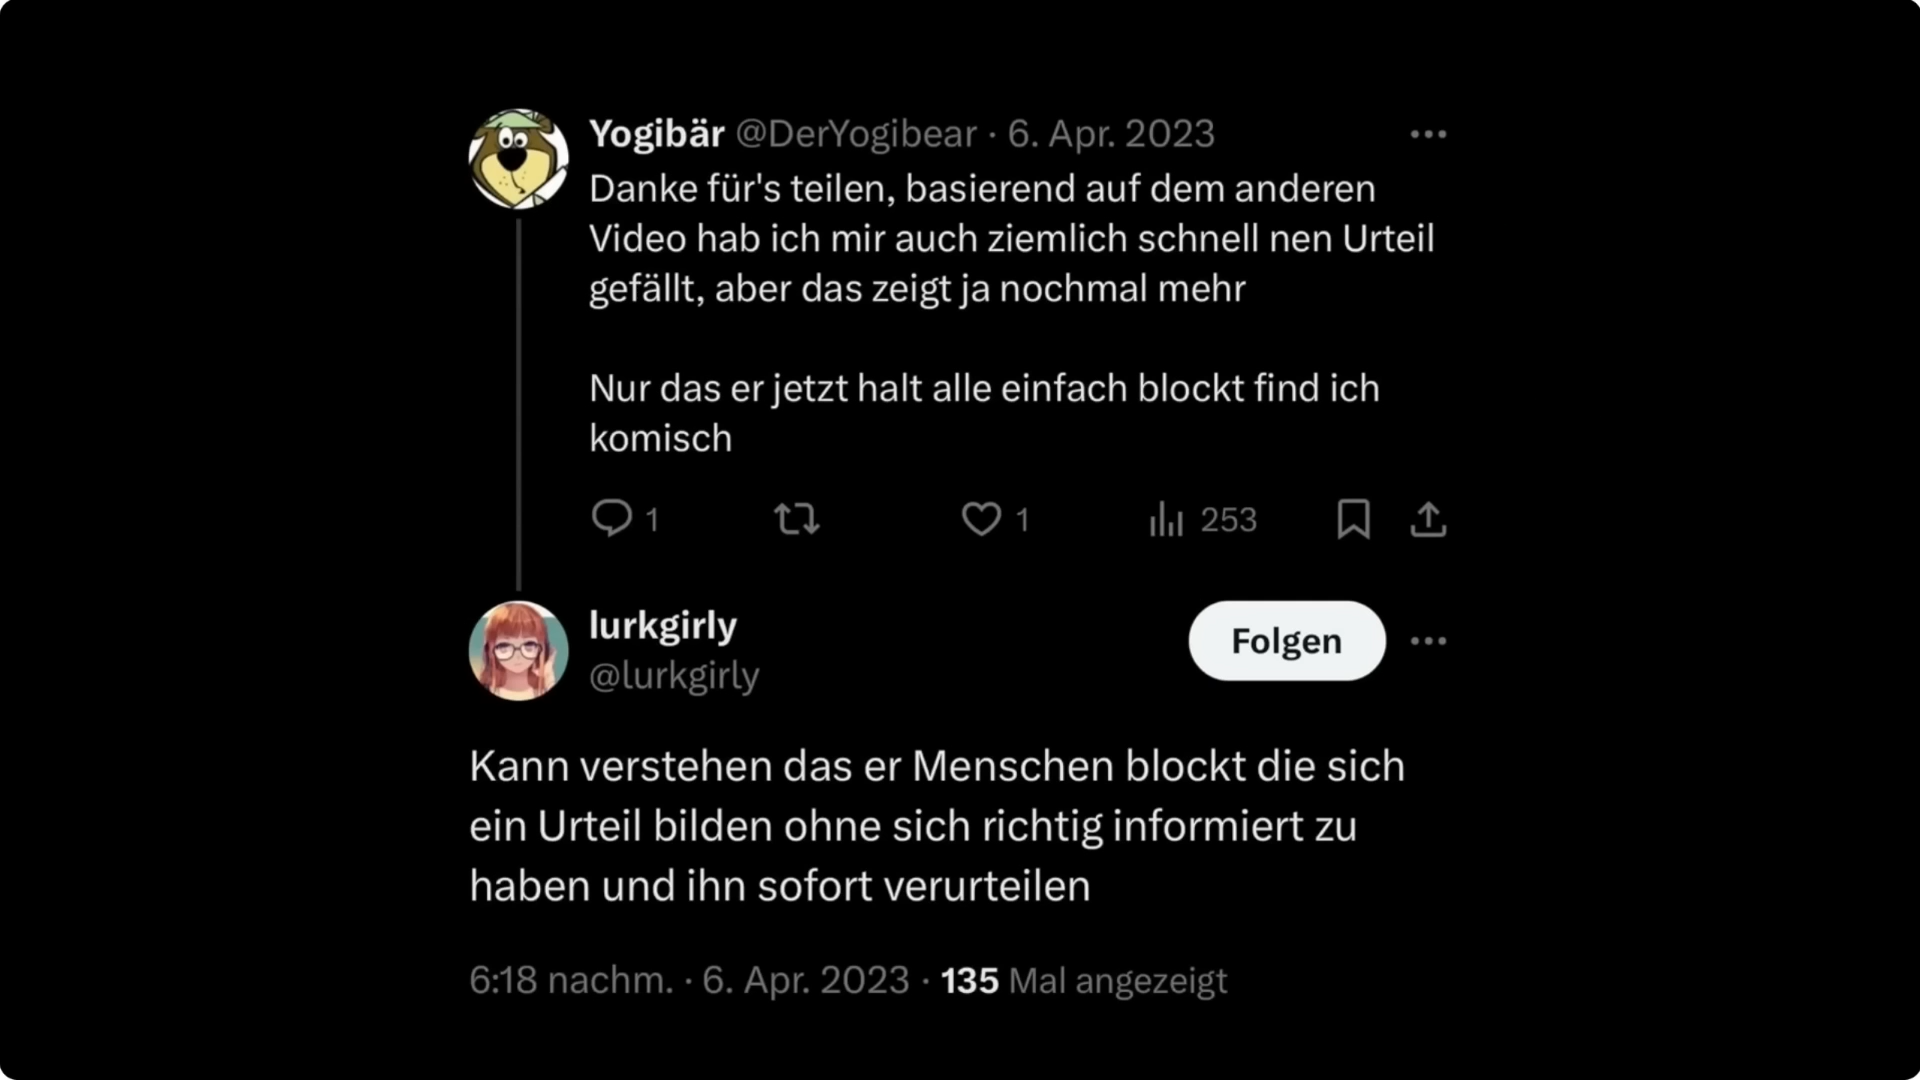 Yogibär @DerYogibear · 6. Apr. 2023
Danke für's teilen, basierend auf dem anderen
Video hab ich mir auch ziemlich schnell nen Urteil
gefällt, aber das zeigt ja nochmal mehr
Nur das er jetzt halt alle einfach blockt find ich
komisch
1 1 253
lurkgirly
Folgen
@lurkgirly
Kann verstehen das er Menschen blockt die sich
ein Urteil bilden ohne sich richtig informiert zu
haben und ihn sofort verurteilen
6:18 nachm. · 6. Apr. 2023 · 135 Mal angezeigt